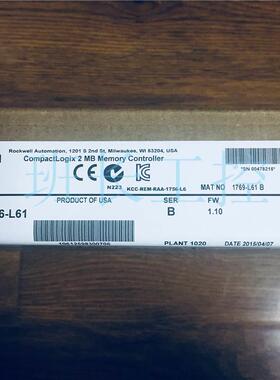 Rockwell Automation, 1201 S 2nd St, Milwaukee, WI 53204, USA
CompactLogix 2 MB Memory Controller
N223
KCC-REM-RAA-1756-L6
*SN 00478216*
MAT NO 1769-L61 B
6-L61
PRODUCT OF USA
SER
B
FW
1.10
10612598300706
PLANT 1020
DATE 2015/04/07